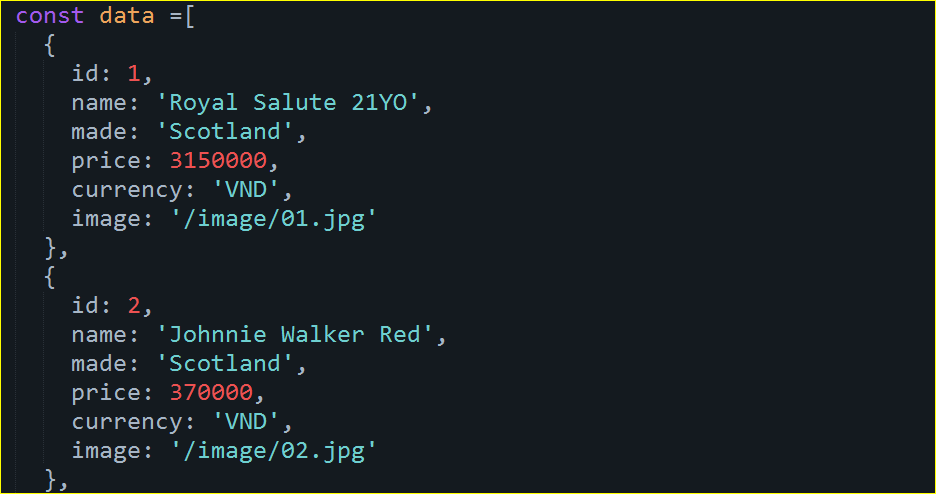 const data =[
  {
    id: 1,
    name: 'Royal Salute 21YO',
    made: 'Scotland',
    price: 3150000,
    currency: 'VND',
    image: '/image/01.jpg'
  },
  {
    id: 2,
    name: 'Johnnie Walker Red',
    made: 'Scotland',
    price: 370000,
    currency: 'VND',
    image: '/image/02.jpg'
  },